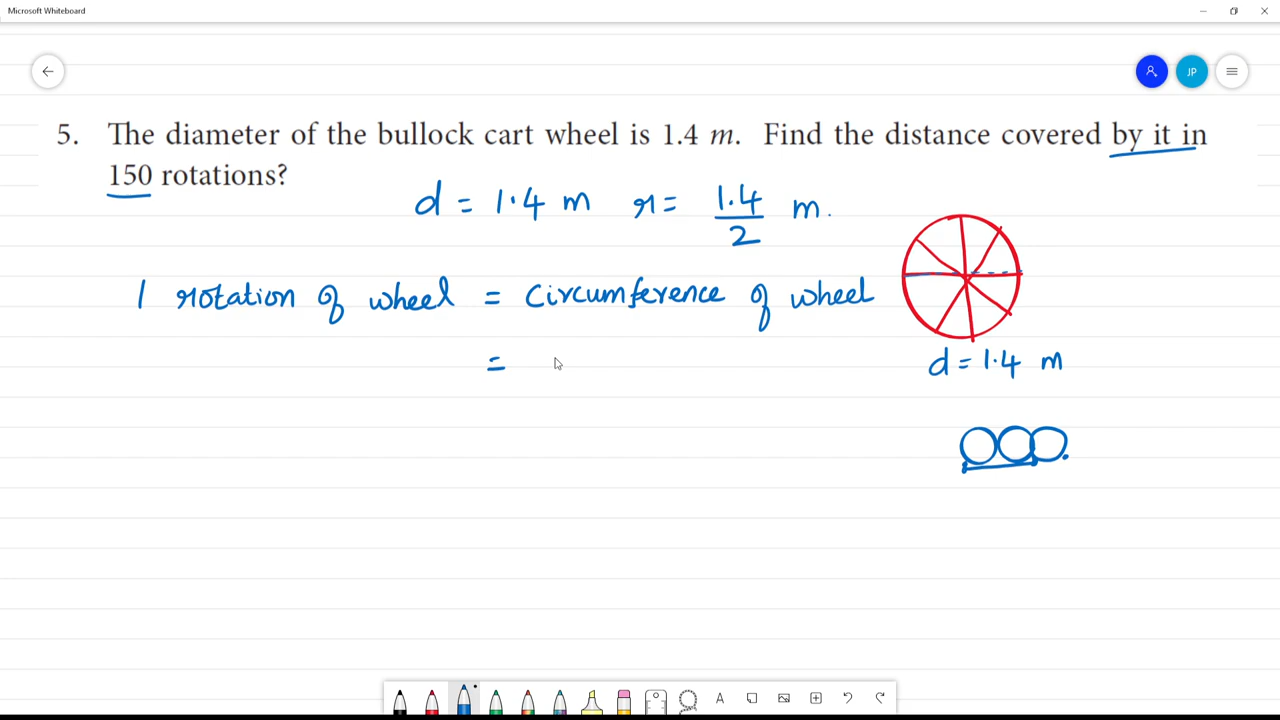 Microsoft Whiteboard
JP
5. The diameter of the bullock cart wheel is 1.4 m. Find the distance covered by it in
150 rotations?
d = 1.4 m r = 1.4/2 m.
1 rotation of wheel = Circumference of wheel
=
d = 1.4 m
A